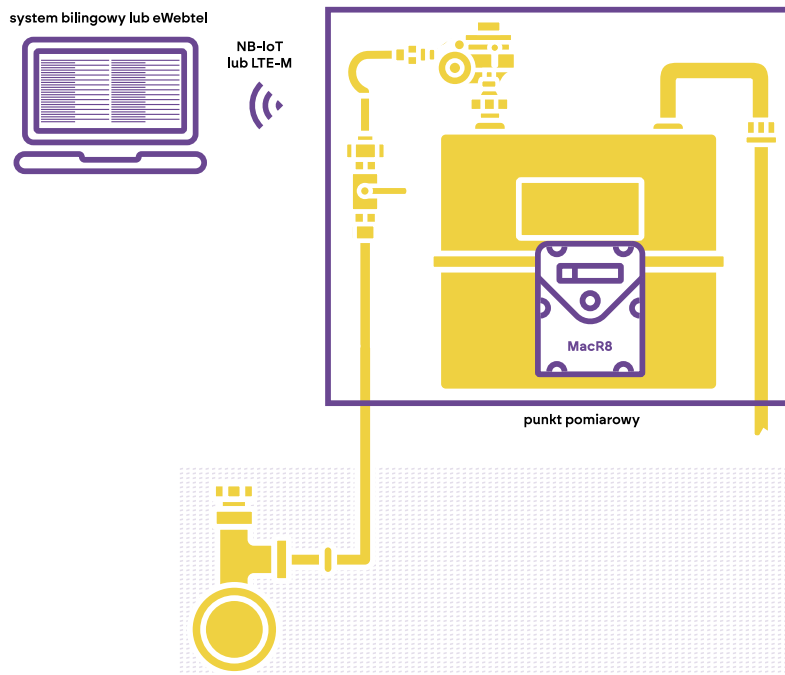 system bilingowy lub eWebtel
NB-IoT
lub LTE-M
MacR8
punkt pomiarowy